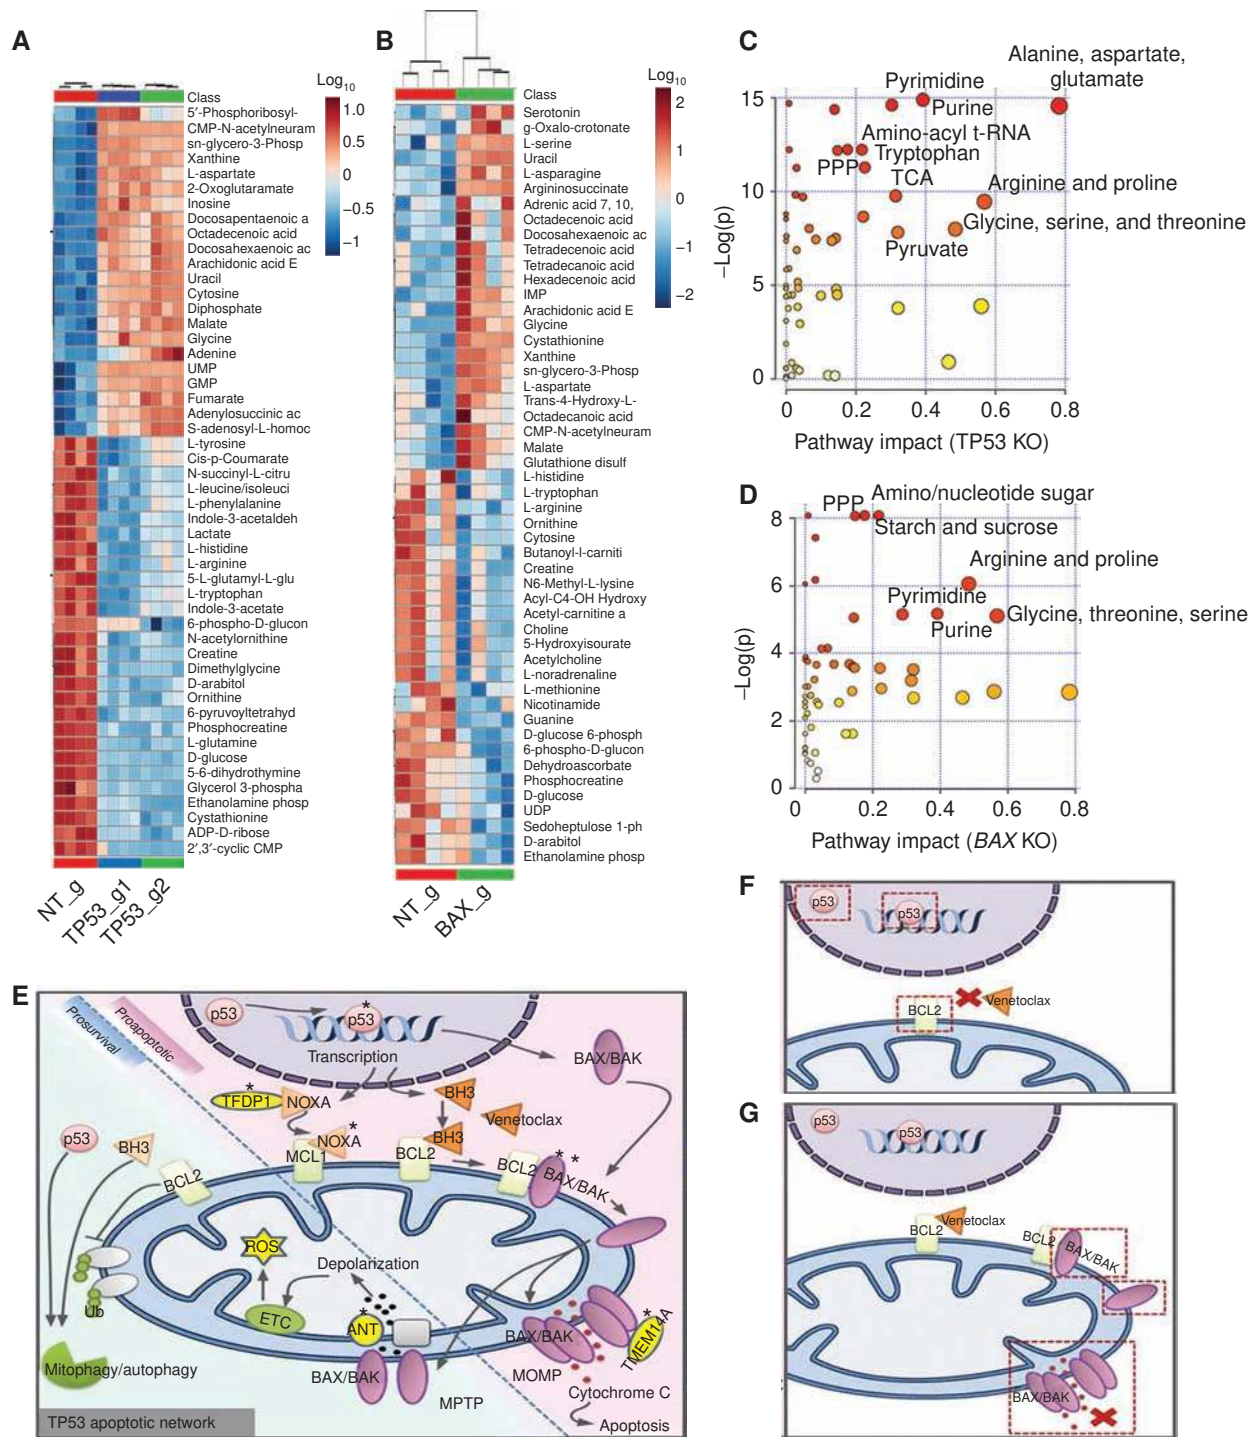 A
Log10
Class
1.0
0.5
0
−0.5
−1
5′-Phosphoribosyl-
CMP-N-acetylneuram
sn-glycero-3-Phosp
Xanthine
L-aspartate
2-Oxoglutaramate
Inosine
Docosapentaenoic a
Octadecenoic acid
Docosahexaenoic ac
Arachidonic acid E
Uracil
Cytosine
Diphosphate
Malate
Glycine
Adenine
UMP
GMP
Fumarate
Adenylosuccinic ac
S-adenosyl-L-homoc
L-tyrosine
Cis-p-Coumarate
N-succinyl-L-citru
L-leucine/isoleuci
L-phenylalanine
Indole-3-acetaldeh
Lactate
L-histidine
L-arginine
5-L-glutamyl-L-glu
L-tryptophan
Indole-3-acetate
6-phospho-D-glucon
N-acetylornithine
Creatine
Dimethylglycine
D-arabitol
Ornithine
6-pyruvoyltetrahyd
Phosphocreatine
L-glutamine
D-glucose
5-6-dihydrothymine
Glycerol 3-phospha
Ethanolamine phosp
Cystathionine
ADP-D-ribose
2′,3′-cyclic CMP
NT_g
TP53_g1
TP53_g2
B
Log10
Class
2
1
0
−1
−2
Serotonin
g-Oxalo-crotonate
L-serine
Uracil
L-asparagine
Argininosuccinate
Adrenic acid 7, 10,
Octadecenoic acid
Docosahexaenoic ac
Tetradecenoic acid
Tetradecanoic acid
Hexadecenoic acid
IMP
Arachidonic acid E
Glycine
Cystathionine
Xanthine
sn-glycero-3-Phosp
L-aspartate
Trans-4-Hydroxy-L-
Octadecanoic acid
CMP-N-acetylneuram
Malate
Glutathione disulf
L-histidine
L-tryptophan
L-arginine
Ornithine
Cytosine
Butanoyl-l-carniti
Creatine
N6-Methyl-L-lysine
Acyl-C4-OH Hydroxy
Acetyl-carnitine a
Choline
5-Hydroxyisourate
Acetylcholine
L-noradrenaline
L-methionine
Nicotinamide
Guanine
D-glucose 6-phosph
6-phospho-D-glucon
Dehydroascorbate
Phosphocreatine
D-glucose
UDP
Sedoheptulose 1-ph
D-arabitol
Ethanolamine phosp
NT_g
BAX_g
C
Alanine, aspartate,
glutamate
Pyrimidine
Purine
Amino-acyl t-RNA
PPP
Tryptophan
TCA
Arginine and proline
Glycine, serine, and threonine
Pyruvate
−Log(p)
15
10
5
0
0 0.2 0.4 0.6 0.8
Pathway impact (TP53 KO)
D
PPP
Amino/nucleotide sugar
Starch and sucrose
Arginine and proline
Pyrimidine
Purine
Glycine, threonine, serine
−Log(p)
8
6
4
2
0
0 0.2 0.4 0.6 0.8
Pathway impact (BAX KO)
E
Prosurvival
Proapoptotic
p53
*
p53
Transcription
BAX/BAK
*
TFDP1
NOXA
BH3
Venetoclax
p53
BH3
BCL2
NOXA
*
MCL1
BH3
BCL2
BCL2
* *
BAX/BAK
ROS
Depolarization
ETC
Ub
*
ANT
BAX/BAK
MPTP
BAX/BAK
MOMP
*
TMEM14A
Cytochrome C
Apoptosis
Mitophagy/autophagy
TP53 apoptotic network
F
p53
p53
BCL2
Venetoclax
G
p53
p53
BCL2
Venetoclax
BCL2
BAX/BAK
BAX/BAK